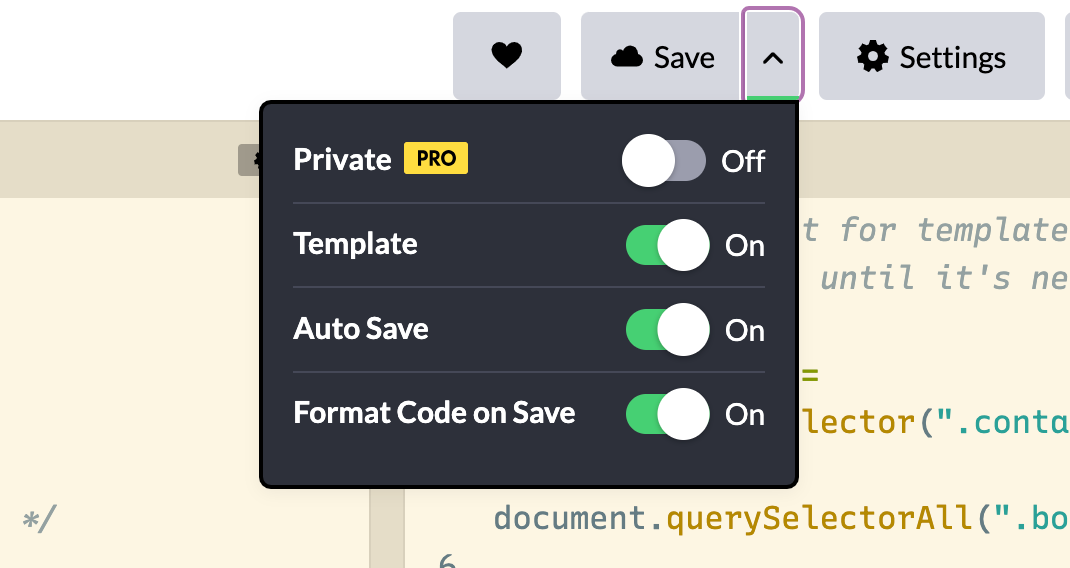 Save
Settings
Private PRO Off
Template On
Auto Save On
Format Code on Save On
t for template
until it's ne
=
lector(".conta
*/
document.querySelectorAll(".bo
6